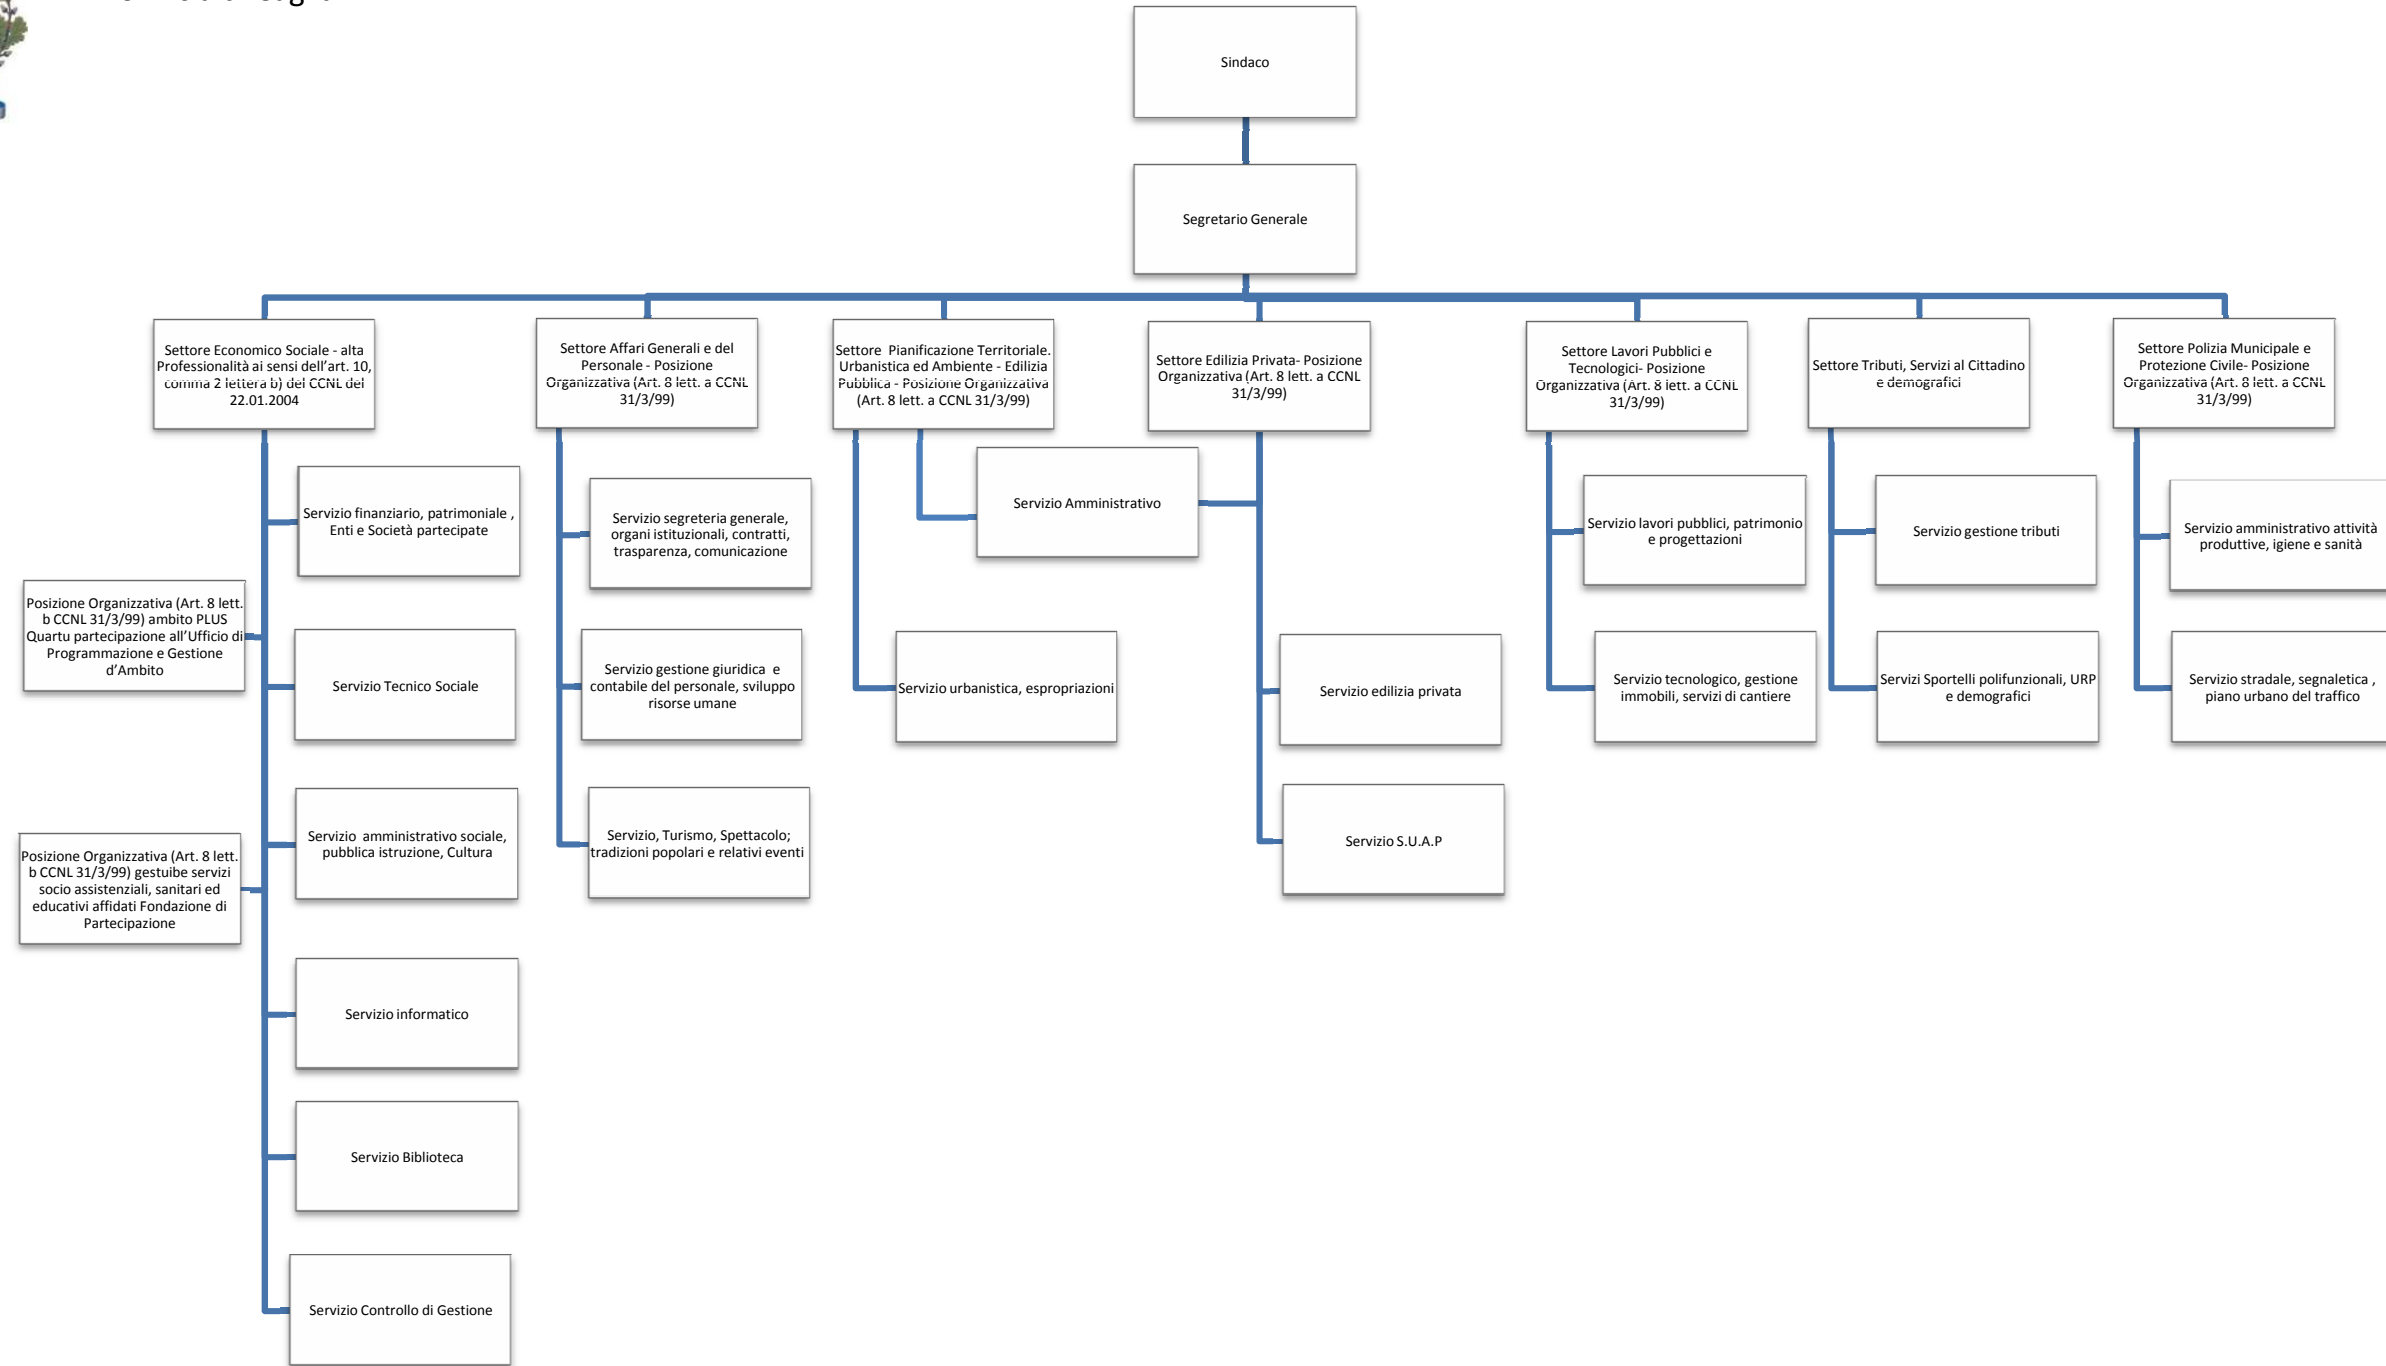 Sindaco
Segretario Generale
Settore Economico Sociale - alta
Professionalità ai sensi dell'art. 10,
comma 2 lettera b) del CCNL del
22.01.2004
Settore Affari Generali e del
Personale - Posizione
Organizzativa (Art. 8 lett. a CCNL
31/3/99)
Settore Pianificazione Territoriale.
Urbanistica ed Ambiente - Edilizia
Pubblica - Posizione Organizzativa
(Art. 8 lett. a CCNL 31/3/99)
Settore Edilizia Privata- Posizione
Organizzativa (Art. 8 lett. a CCNL
31/3/99)
Settore Lavori Pubblici e
Tecnologici- Posizione
Organizzativa (Art. 8 lett. a CCNL
31/3/99)
Settore Tributi, Servizi al Cittadino
e demografici
Settore Polizia Municipale e
Protezione Civile- Posizione
Organizzativa (Art. 8 lett. a CCNL
31/3/99)
Servizio finanziario, patrimoniale ,
Enti e Società partecipate
Posizione Organizzativa (Art. 8 lett.
b CCNL 31/3/99) ambito PLUS
Quartu partecipazione all'Ufficio di
Programmazione e Gestione
d'Ambito
Servizio Tecnico Sociale
Servizio amministrativo sociale,
pubblica istruzione, Cultura
Posizione Organizzativa (Art. 8 lett.
b CCNL 31/3/99) gestuibe servizi
socio assistenziali, sanitari ed
educativi affidati Fondazione di
Partecipazione
Servizio informatico
Servizio Biblioteca
Servizio Controllo di Gestione
Servizio segreteria generale,
organi istituzionali, contratti,
trasparenza, comunicazione
Servizio gestione giuridica e
contabile del personale, sviluppo
risorse umane
Servizio, Turismo, Spettacolo;
tradizioni popolari e relativi eventi
Servizio Amministrativo
Servizio urbanistica, espropriazioni
Servizio edilizia privata
Servizio S.U.A.P
Servizio lavori pubblici, patrimonio
e progettazioni
Servizio tecnologico, gestione
immobili, servizi di cantiere
Servizio gestione tributi
Servizi Sportelli polifunzionali, URP
e demografici
Servizio amministrativo attività
produttive, igiene e sanità
Servizio stradale, segnaletica ,
piano urbano del traffico